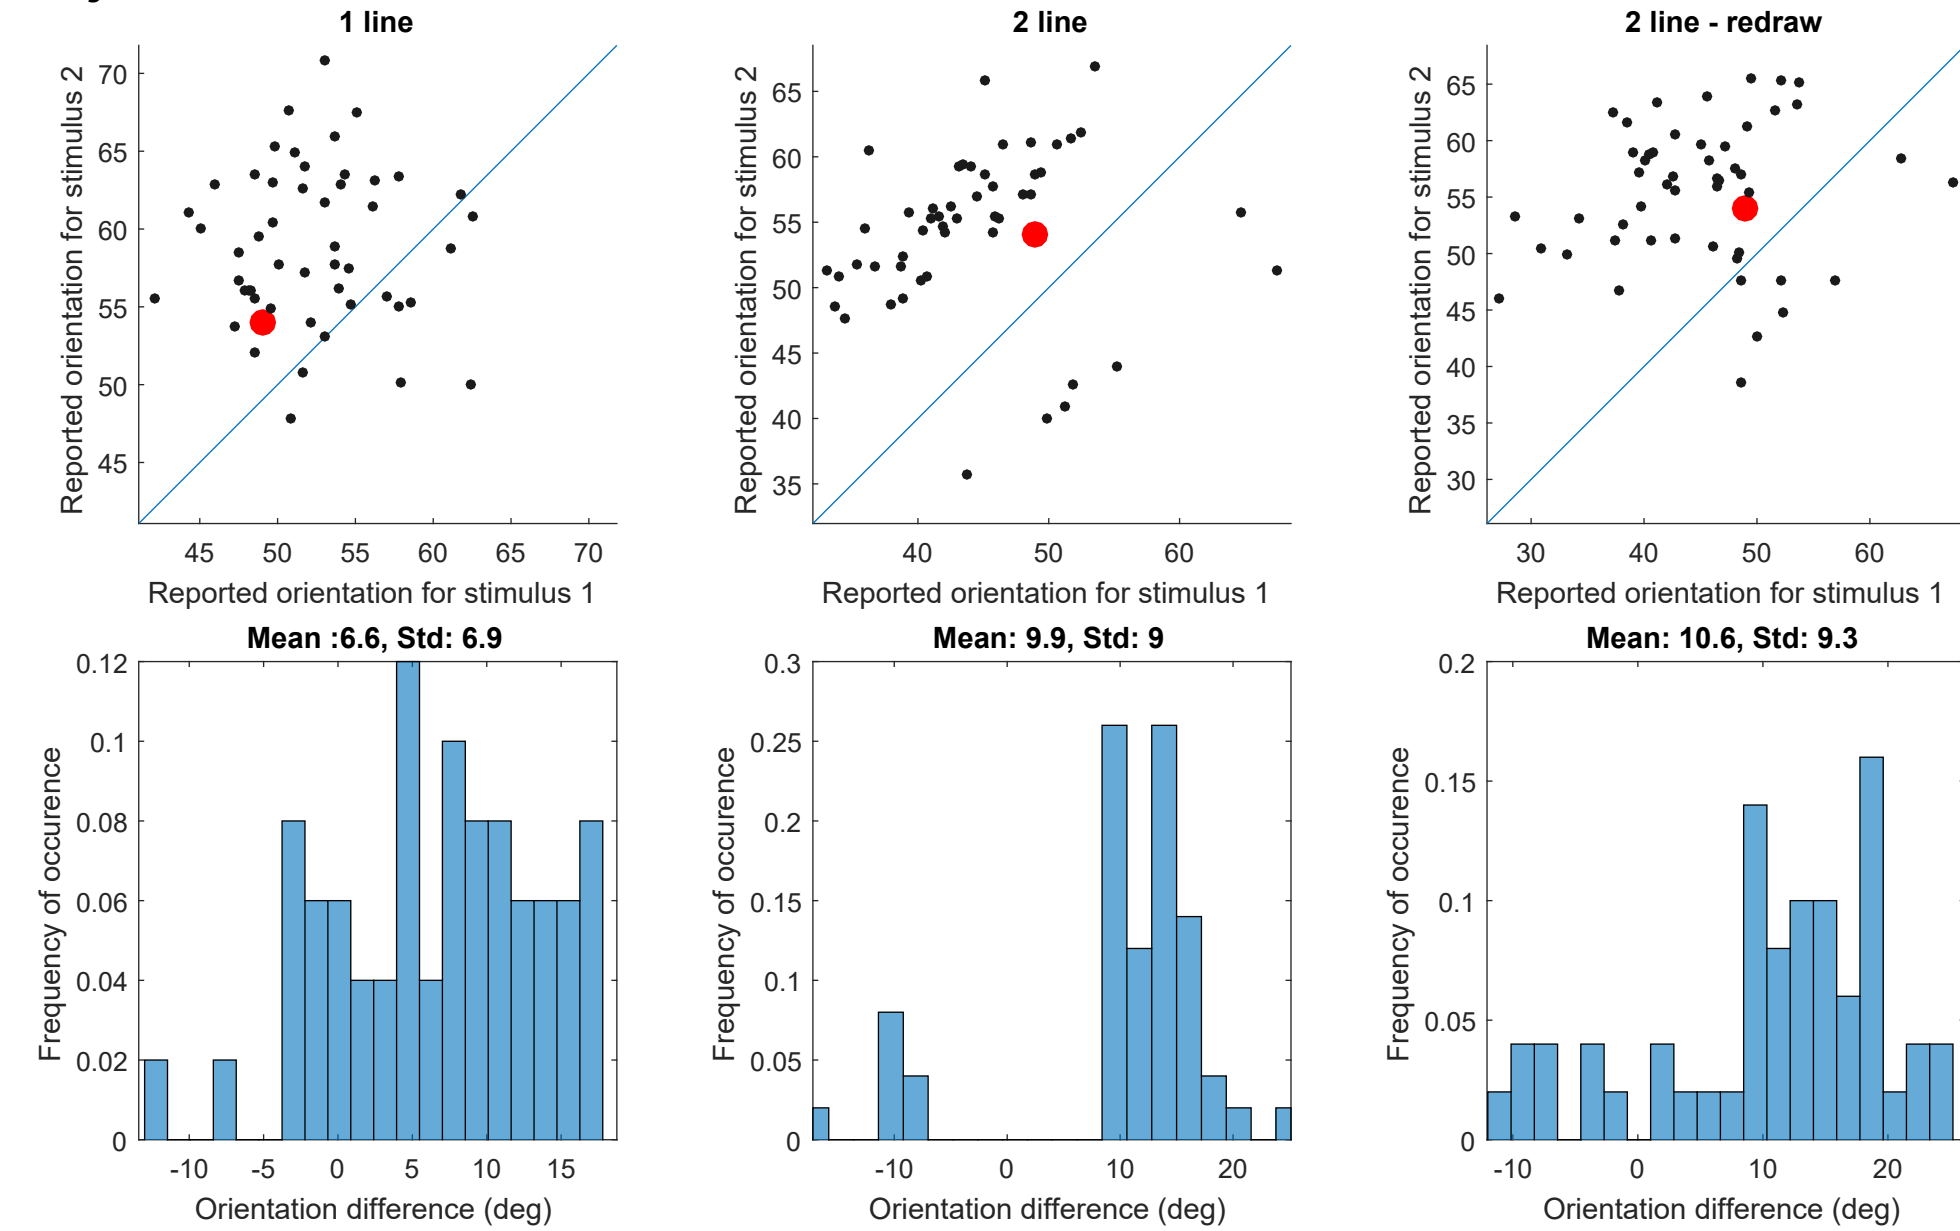 1 line
2 line
2 line - redraw
Reported orientation for stimulus 2
70
65
60
55
50
45
45 50 55 60 65 70
Reported orientation for stimulus 1
Reported orientation for stimulus 2
65
60
55
50
45
40
35
40 50 60
Reported orientation for stimulus 1
Reported orientation for stimulus 2
65
60
55
50
45
40
35
30
30 40 50 60
Reported orientation for stimulus 1
Mean :6.6, Std: 6.9
Frequency of occurence
0.12
0.1
0.08
0.06
0.04
0.02
0
-10 -5 0 5 10 15
Orientation difference (deg)
Mean: 9.9, Std: 9
Frequency of occurence
0.3
0.25
0.2
0.15
0.1
0.05
0
-10 0 10 20
Orientation difference (deg)
Mean: 10.6, Std: 9.3
Frequency of occurence
0.2
0.15
0.1
0.05
0
-10 0 10 20
Orientation difference (deg)